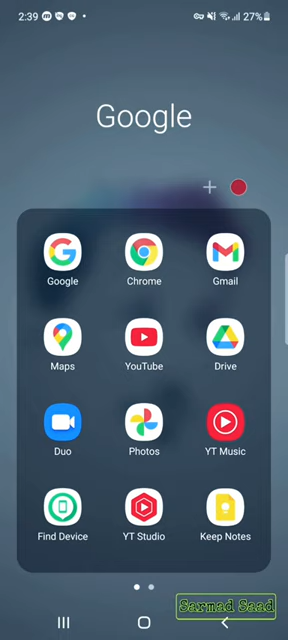 2:39
27%
Google
Google
Chrome
Gmail
Maps
YouTube
Drive
Duo
Photos
YT Music
Find Device
YT Studio
Keep Notes
Sarmad Saad